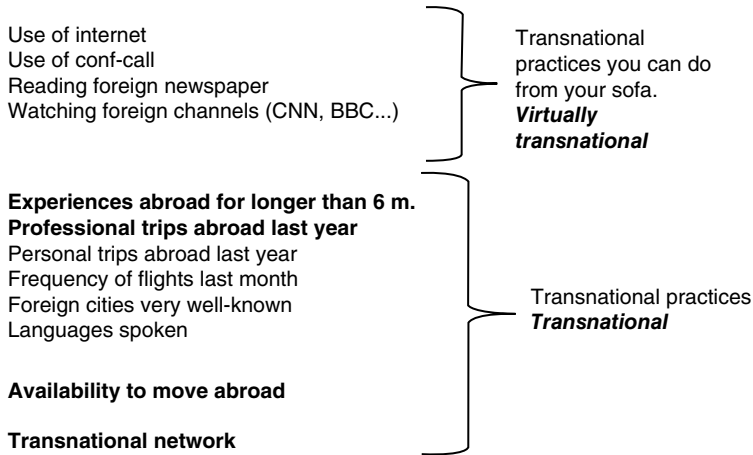 Use of internet
Use of conf-call
Reading foreign newspaper
Watching foreign channels (CNN, BBC...)
Transnational
practices you can do
from your sofa.
Virtually
transnational
Experiences abroad for longer than 6 m.
Professional trips abroad last year
Personal trips abroad last year
Frequency of flights last month
Foreign cities very well-known
Languages spoken
Availability to move abroad
Transnational network
Transnational practices
Transnational